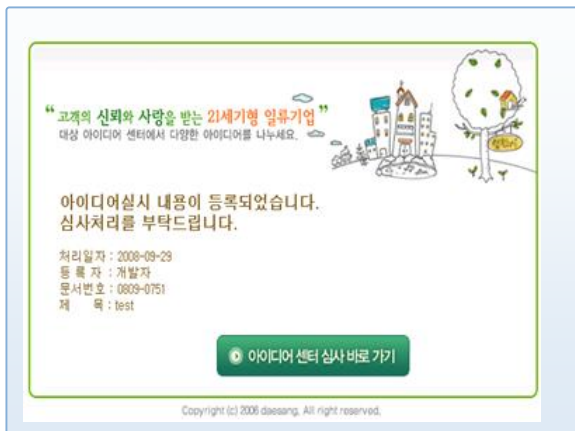 “고객의 신뢰와 사랑을 받는 21세기형 일류기업”
대상 아이디어 센터에서 다양한 아이디어를 나누세요.
아이디어실시 내용이 등록되었습니다.
심사처리를 부탁드립니다.
처리일자 : 2008-09-29
등 록 자 : 개발자
문서번호 : 0809-0751
제 목 : test
아이디어 센터 심사 바로 가기
Copyright (c) 2006 daesang. All right reserved.